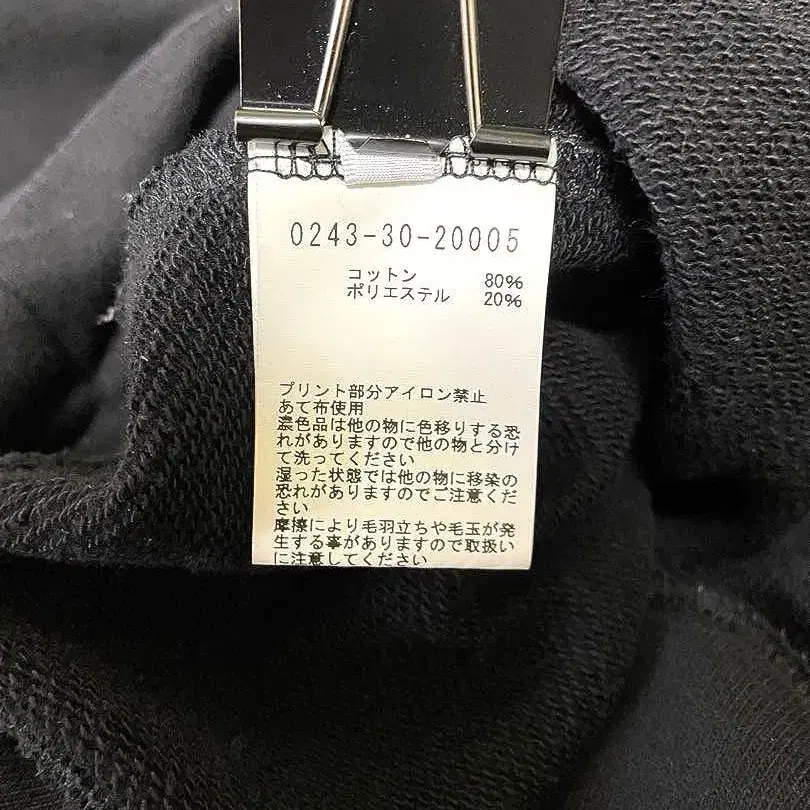 0243-30-20005
コットン 80%
ポリエステル 20%
プリント部分アイロン禁止
あて布使用
濃色品は他の物に色移りする恐
れがありますので他の物と分け
て洗ってください
湿った状態では他の物に移染の
恐れがありますのでご注意くだ
さい
摩擦により毛羽立ちや毛玉が発
生する事がありますので取扱い
に注意してください